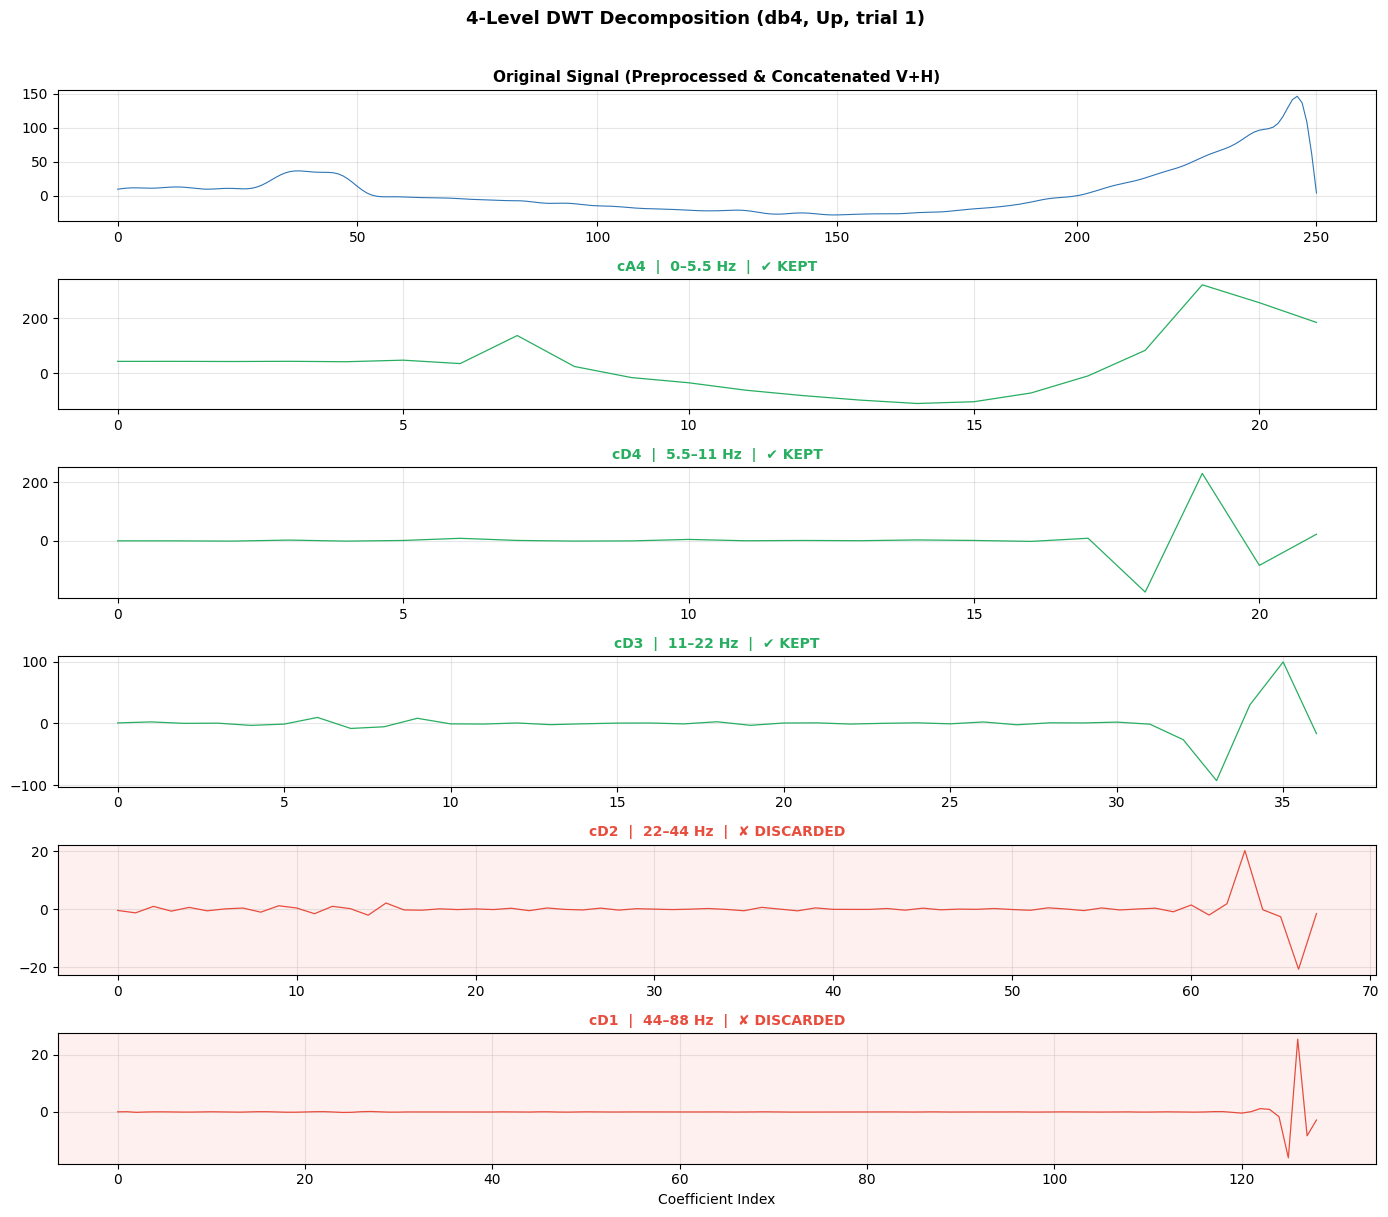 4-Level DWT Decomposition (db4, Up, trial 1)
Original Signal (Preprocessed & Concatenated V+H)
150
100
50
0
0 50 100 150 200 250
cA4 | 0–5.5 Hz | ✔ KEPT
200
0
0 5 10 15 20
cD4 | 5.5–11 Hz | ✔ KEPT
200
0
0 5 10 15 20
cD3 | 11–22 Hz | ✔ KEPT
100
0
−100
0 5 10 15 20 25 30 35
cD2 | 22–44 Hz | ✘ DISCARDED
20
0
−20
0 10 20 30 40 50 60 70
cD1 | 44–88 Hz | ✘ DISCARDED
20
0
0 20 40 60 80 100 120
Coefficient Index